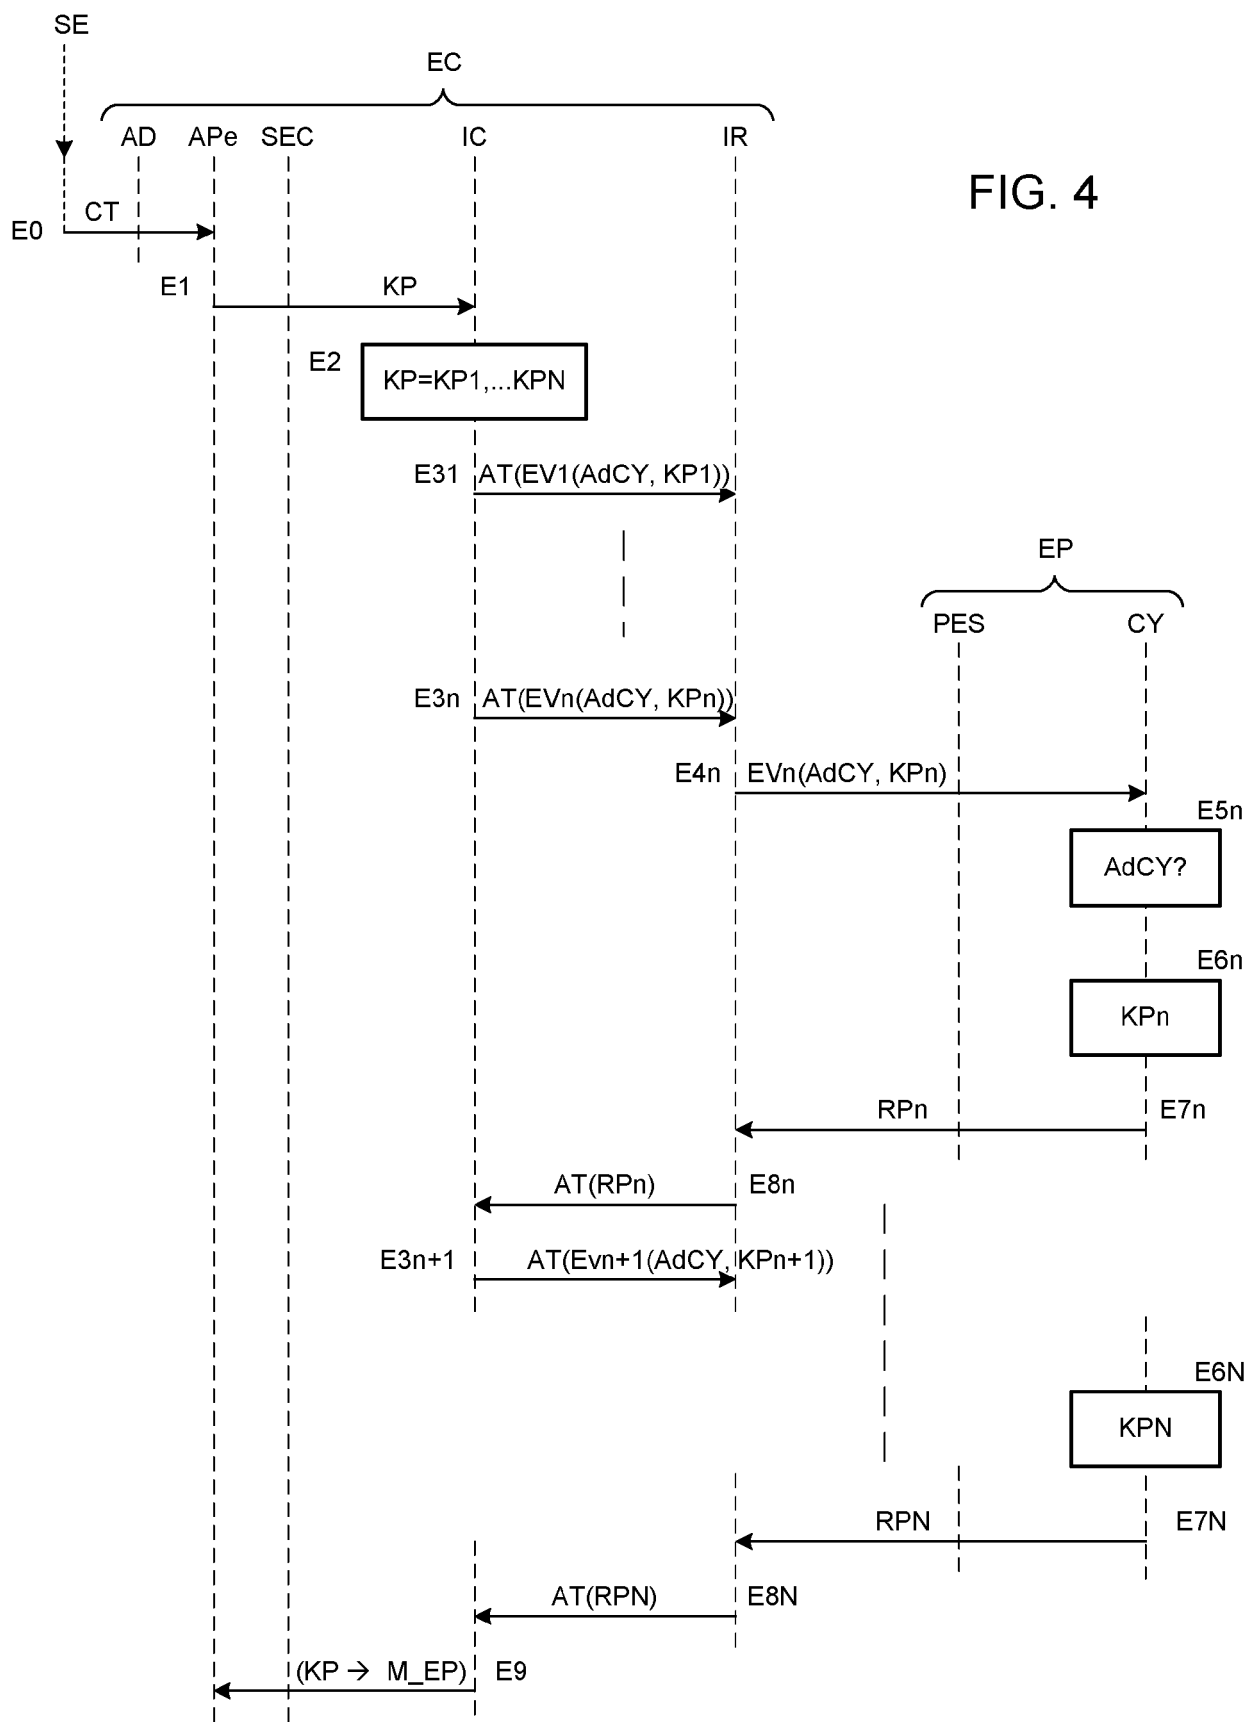 SE
EC
AD APe SEC IC IR
FIG. 4
CT
E0
E1 KP
E2
KP=KP1,...KPN
E31 AT(EV1(AdCY, KP1))
EP
PES CY
E3n AT(EVn(AdCY, KPn))
E4n EVn(AdCY, KPn)
E5n
AdCY?
E6n
KPn
RPn E7n
AT(RPn) E8n
E3n+1 AT(Evn+1(AdCY, KPn+1))
E6N
KPN
RPN E7N
AT(RPN) E8N
(KP → M_EP) E9